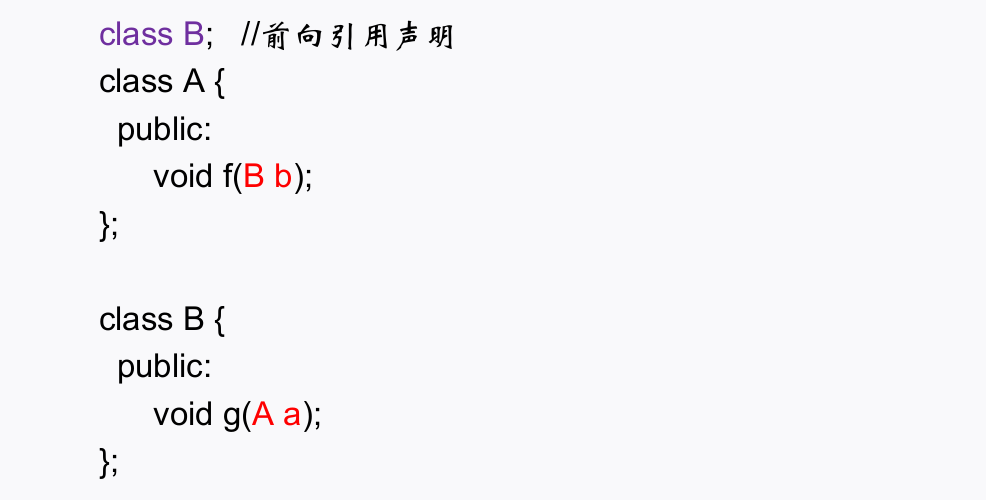 class B;   //前向引用声明
class A {
  public:
    void f(B b);
};
class B {
  public:
    void g(A a);
};